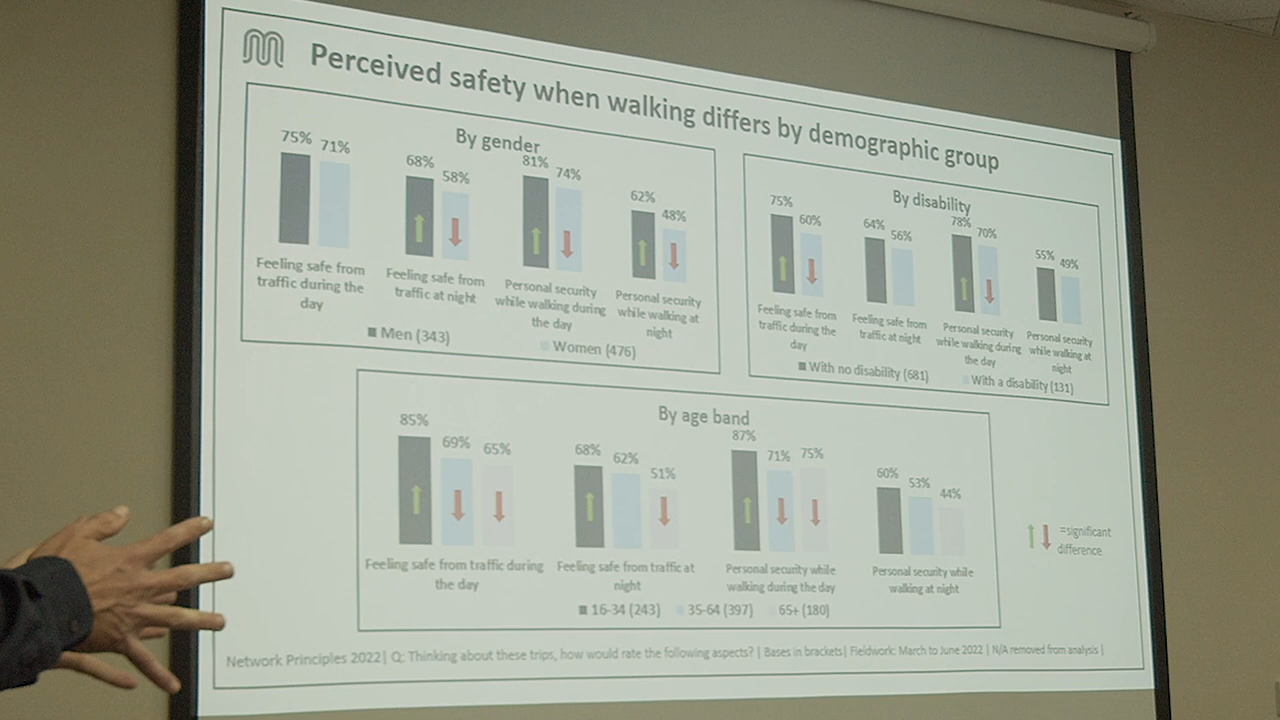 Perceived safety when walking differs by demographic group
By gender
75% 71%
68% 58%
81% 74%
62% 48%
Feeling safe from
traffic during the
day
Feeling safe from
traffic at night
Personal security
while walking during
the day
Personal security
while walking at
night
Men (343)
Women (476)
By disability
75% 60%
64% 56%
78% 70%
55% 49%
Feeling safe from
traffic during the
day
Feeling safe from
traffic at night
Personal security
while walking during
the day
Personal security
while walking at
night
With no disability (681)
With a disability (131)
By age band
85% 69% 65%
68% 62% 51%
87% 71% 75%
60% 53% 44%
Feeling safe from traffic during
the day
Feeling safe from traffic at
night
Personal security while
walking during the day
Personal security while
walking at night
16-34 (243) 35-64 (397) 65+ (180)
=significant
difference
Network Principles 2022| Q: Thinking about these trips, how would rate the following aspects? | Bases in brackets| Fieldwork: March to June 2022 | N/A removed from analysis |